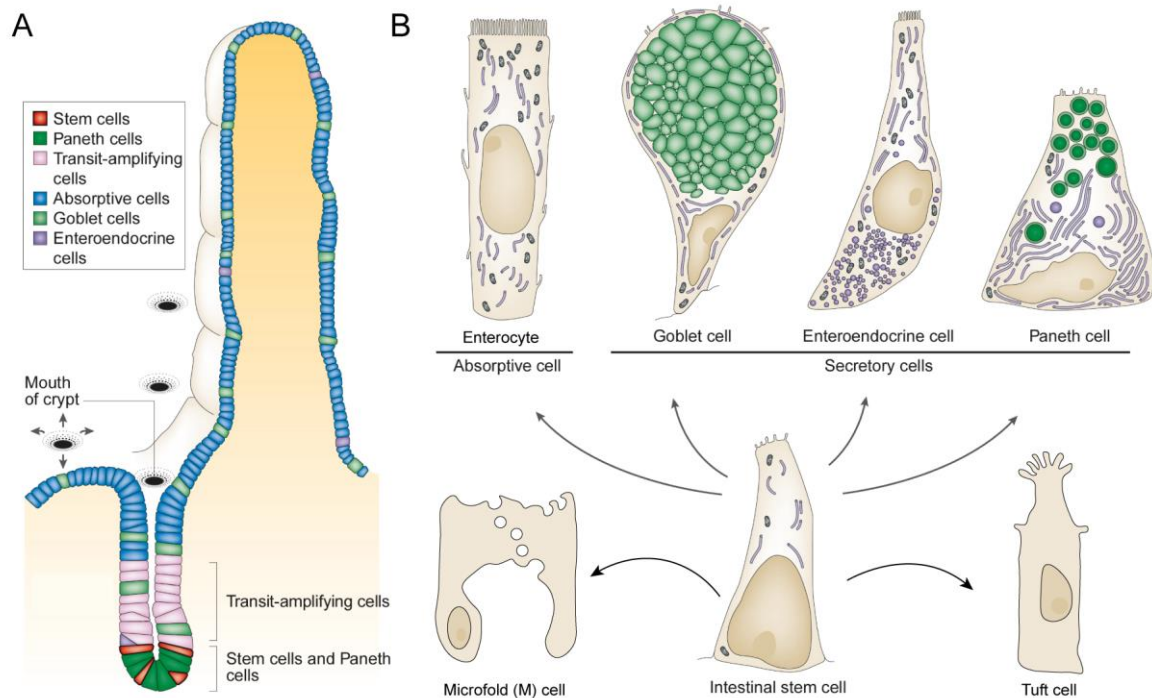 A
Stem cells
Paneth cells
Transit-amplifying
cells
Absorptive cells
Goblet cells
Enteroendocrine
cells
Mouth
of crypt
Transit-amplifying cells
Stem cells and Paneth
cells
B
Enterocyte
Goblet cell
Enteroendocrine cell
Paneth cell
Absorptive cell
Secretory cells
Microfold (M) cell
Intestinal stem cell
Tuft cell